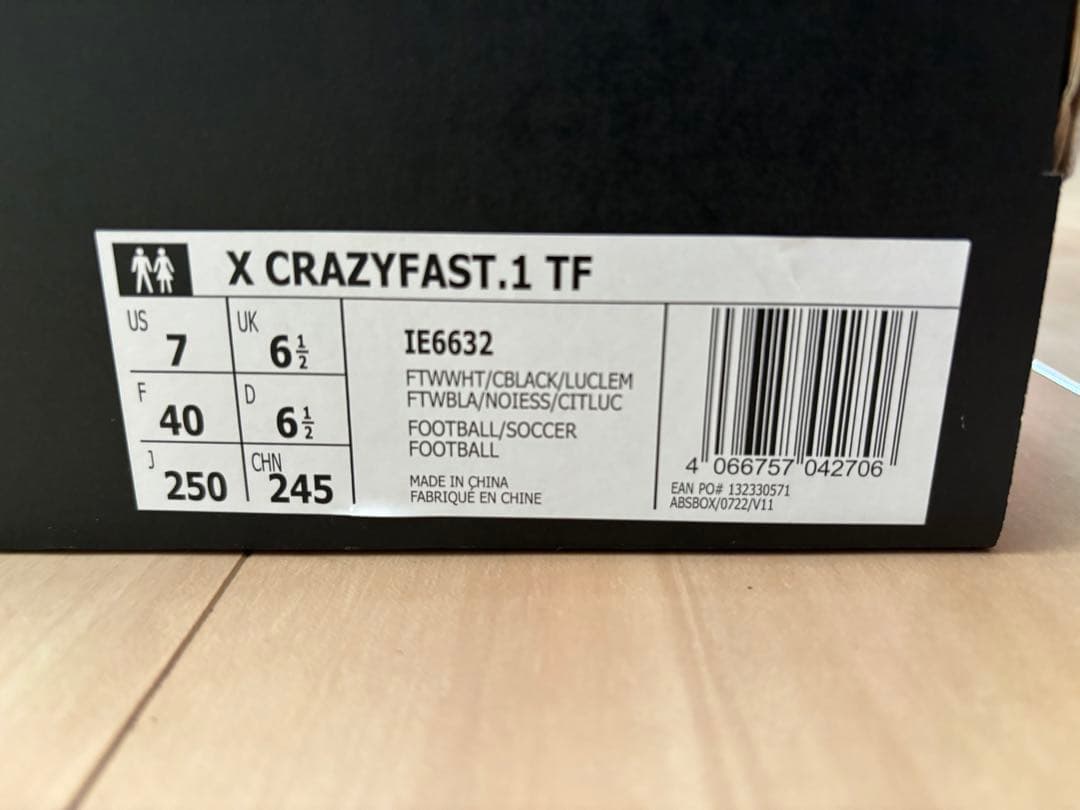 X CRAZYFAST.1 TF
US 7 UK 6½
F 40 D 6½
J 250 CHN 245
IE6632
FTWWHT/CBLACK/LUCLEM
FTWBLA/NOIESS/CITLUC
FOOTBALL/SOCCER
FOOTBALL
MADE IN CHINA
FABRIQUÉ EN CHINE
4 066757 042706
EAN PO# 132330571
ABSBOX/0722/V11